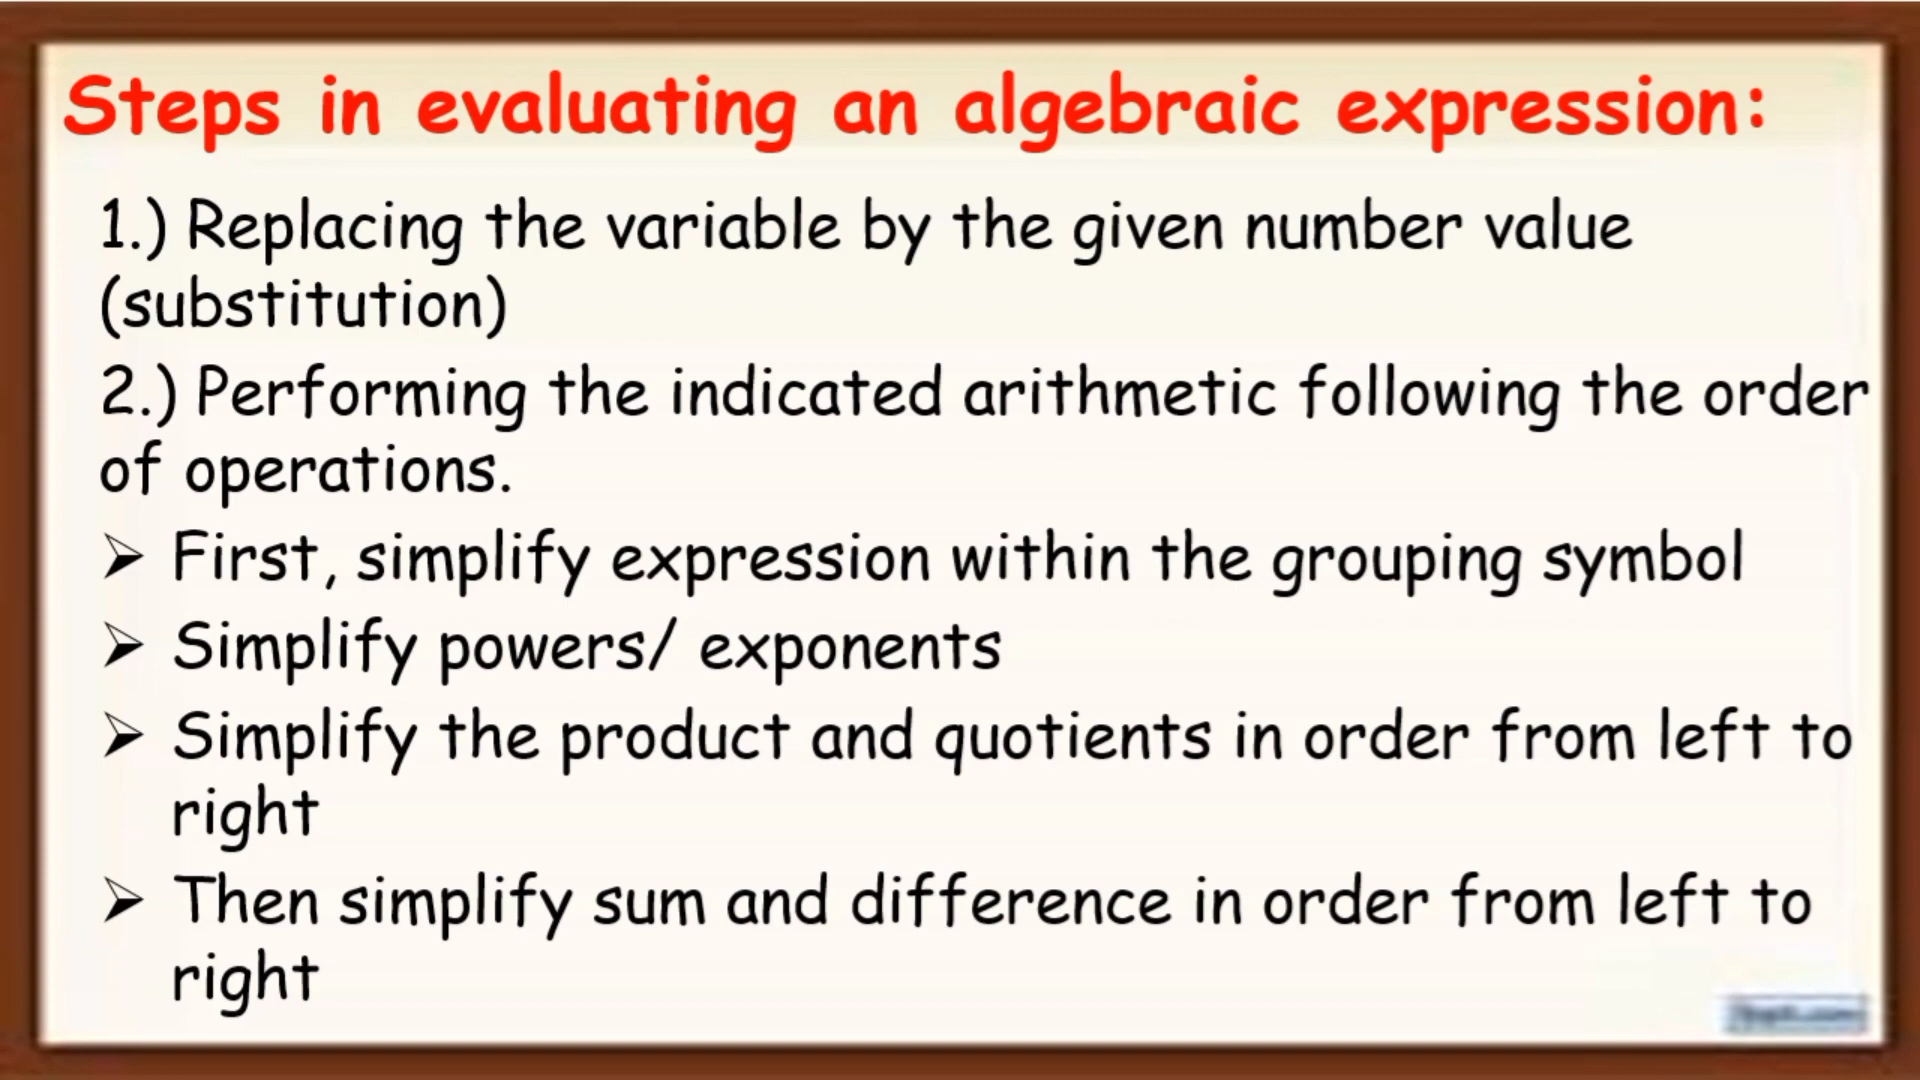 Steps in evaluating an algebraic expression:
1.) Replacing the variable by the given number value
(substitution)
2.) Performing the indicated arithmetic following the order
of operations.
➢ First, simplify expression within the grouping symbol
➢ Simplify powers/ exponents
➢ Simplify the product and quotients in order from left to
right
➢ Then simplify sum and difference in order from left to
right